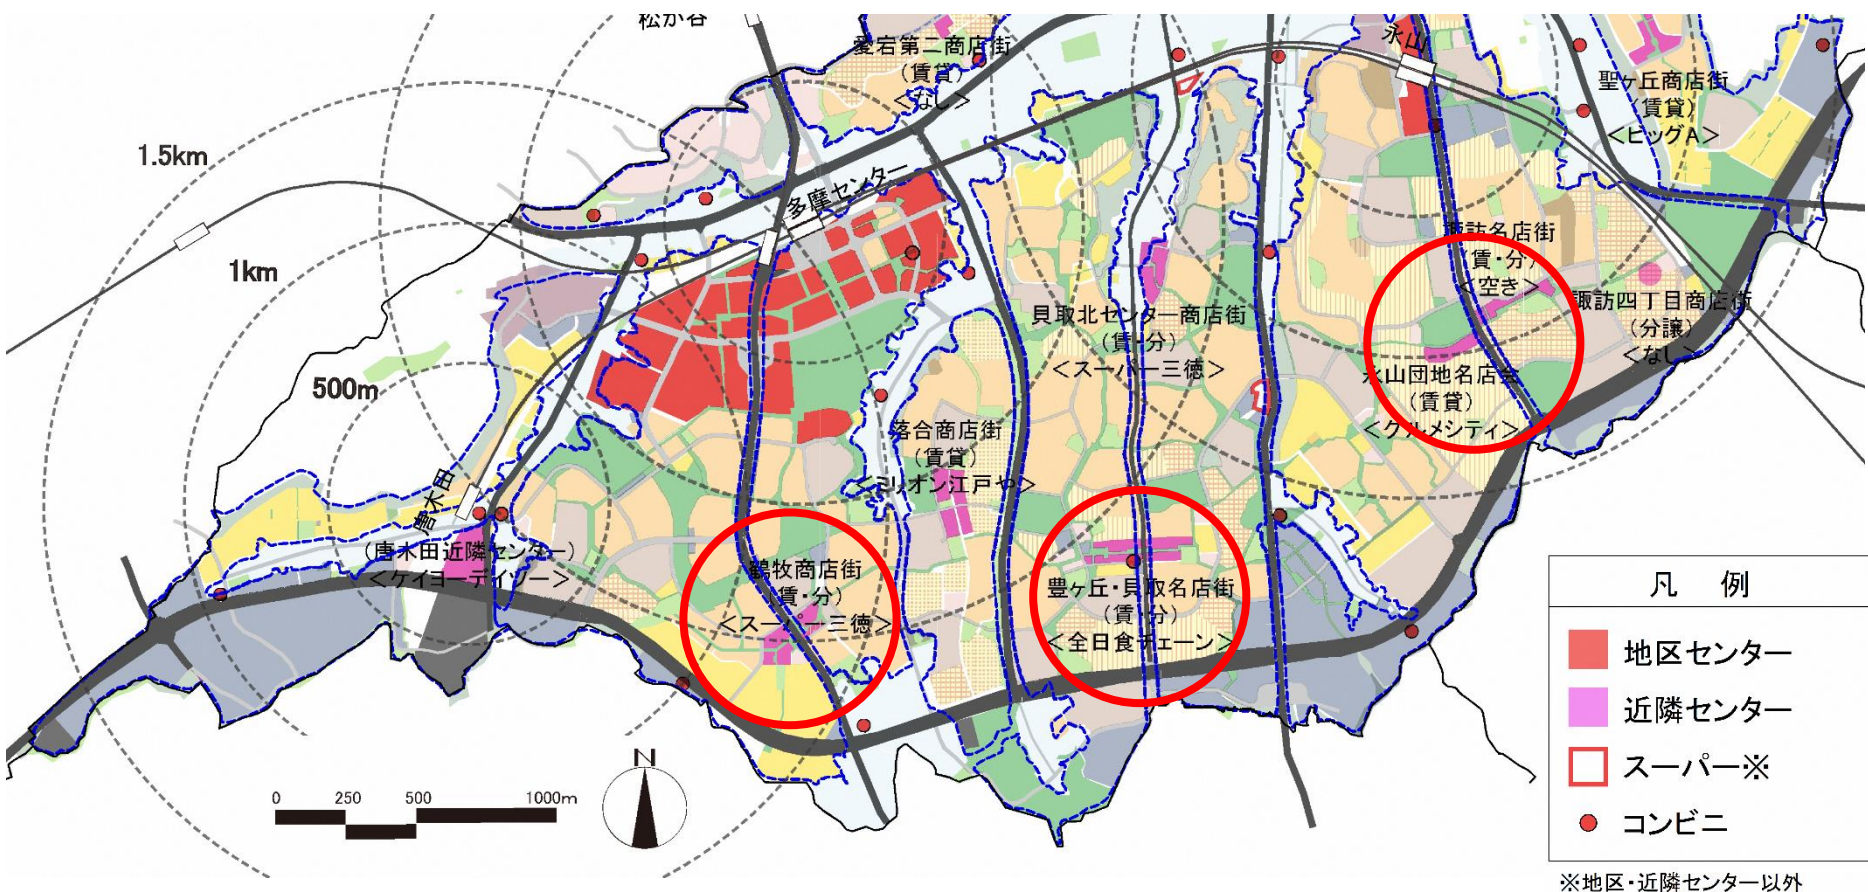 松が谷
愛宕第二商店街
(賃貸)
<なし>
永山
聖ヶ丘商店街
(賃貸)
<ビッグA>
1.5km
多摩センター
1km
諏訪名店街
(賃・分)
<空き>
貝取北センター商店街
(賃・分)
<スーパー三徳>
諏訪四丁目商店街
(分譲)
<なし>
500m
永山団地名店会
(賃貸)
<グルメシティ>
落合商店街
(賃貸)
<ミリオン江戸や>
唐木田
(唐木田近隣センター)
<ケイヨーデイツー>
鶴牧商店街
(賃・分)
<スーパー三徳>
豊ヶ丘・貝取名店街
(賃・分)
<全日食チェーン>
凡 例
地区センター
近隣センター
スーパー※
コンビニ
※地区・近隣センター以外
N
0 250 500 1000m